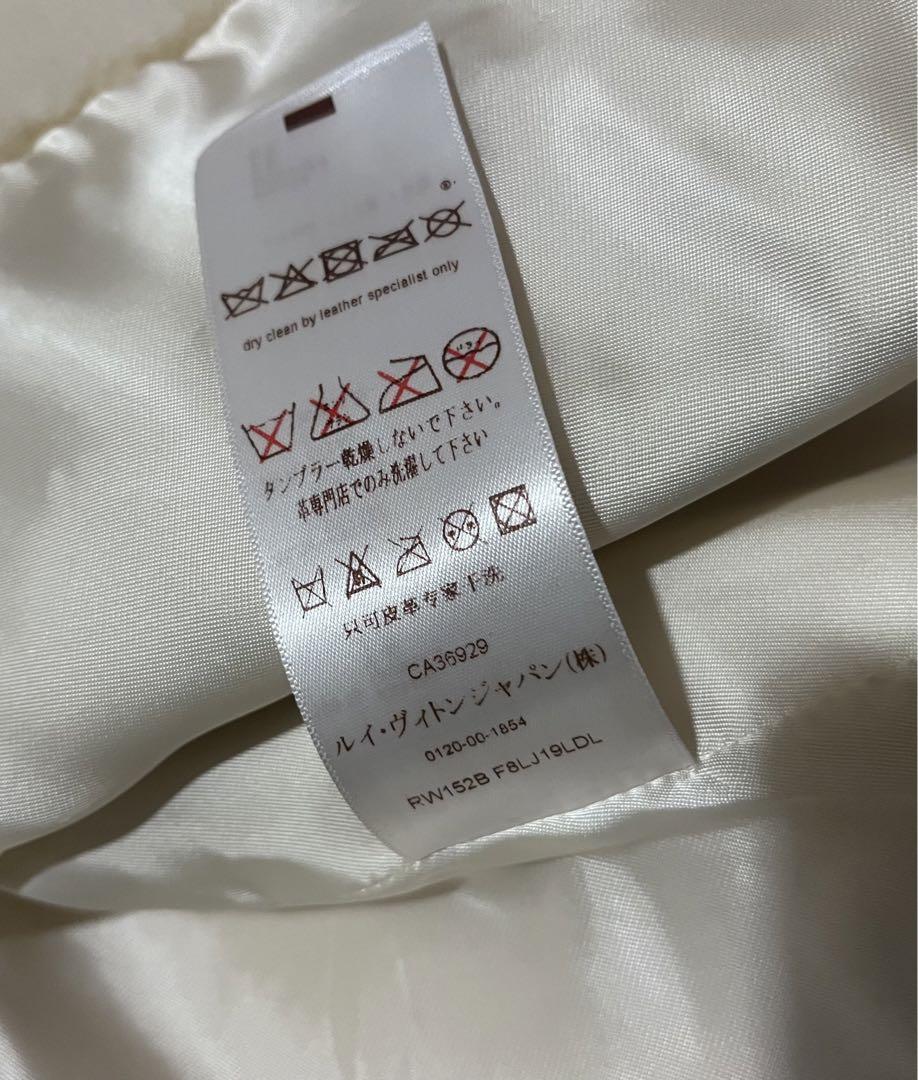 ®.
dry clean by leather specialist only
タンブラー乾燥しないで下さい。
革専門店でのみ洗濯して下さい
只可皮革专家干洗
CA36929
ルイ・ヴィトンジャパン(株)
0120-00-1854
RW152B F8LJ19LDL